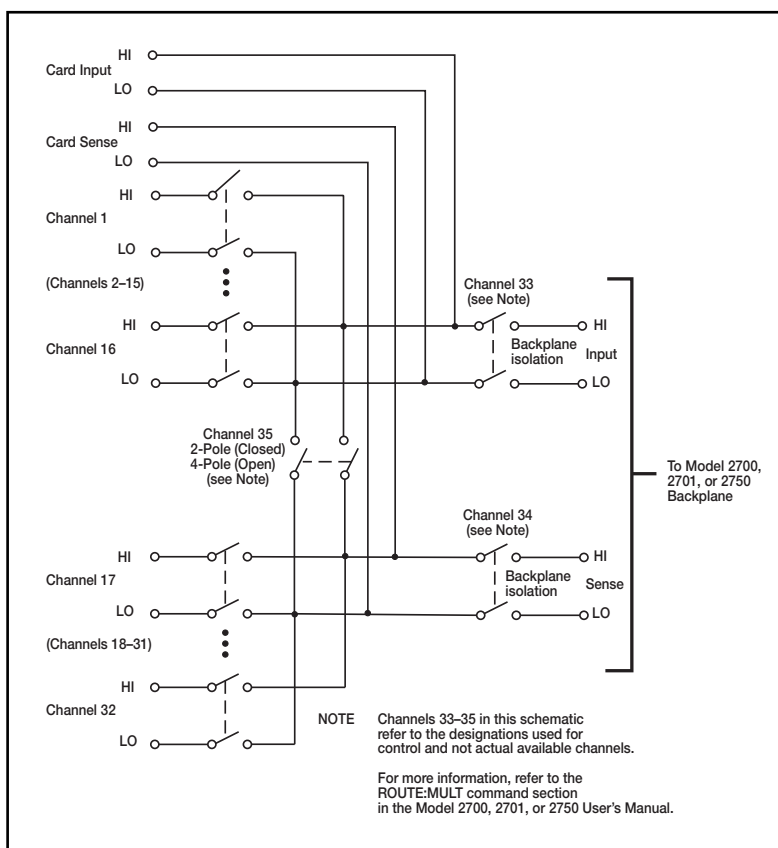 HI
Card Input
LO
HI
Card Sense
LO
HI
Channel 1
LO
(Channels 2–15)
HI
Channel 16
LO
Channel 33
(see Note)
HI
Backplane
isolation
Input
LO
Channel 35
2-Pole (Closed)
4-Pole (Open)
(see Note)
To Model 2700,
2701, or 2750
Backplane
HI
Channel 17
LO
(Channels 18–31)
Channel 34
(see Note)
HI
Backplane
isolation
Sense
LO
HI
Channel 32
LO
NOTE Channels 33–35 in this schematic
refer to the designations used for
control and not actual available channels.
For more information, refer to the
ROUTE:MULT command section
in the Model 2700, 2701, or 2750 User's Manual.